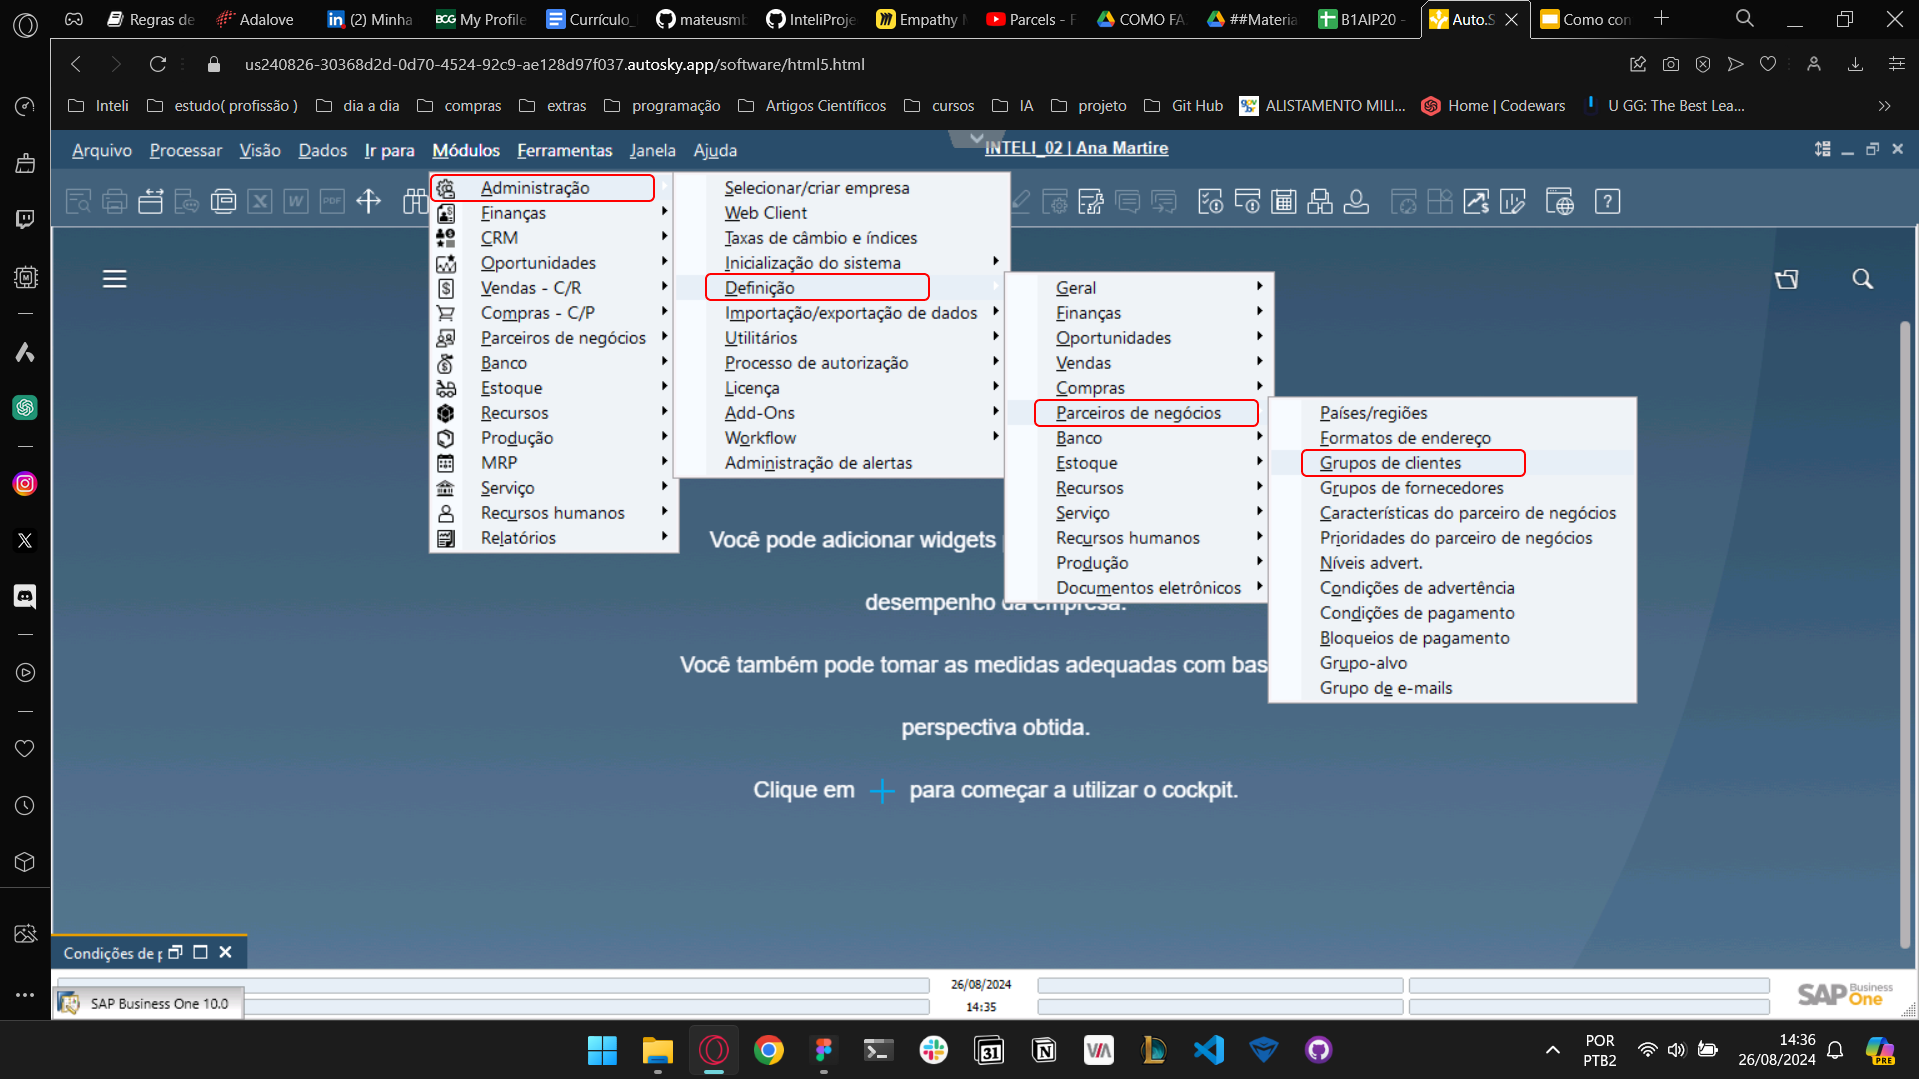 Regras de
Adalove
(2) Minha
BCG My Profile
Currículo_
mateusmb
InteliProje
Empathy M
Parcels - F
COMO FA
##Materia
B1AIP20 -
Auto.S
Como con
us240826-30368d2d-0d70-4524-92c9-ae128d97f037.autosky.app/software/html5.html
Inteli
estudo( profissão )
dia a dia
compras
extras
programação
Artigos Científicos
cursos
IA
projeto
Git Hub
ALISTAMENTO MILI...
Home | Codewars
U GG: The Best Lea...
Arquivo Processar Visão Dados Ir para Módulos Ferramentas Janela Ajuda
INTELI_02 | Ana Martire
Administração
Finanças
CRM
Oportunidades
Vendas - C/R
Compras - C/P
Parceiros de negócios
Banco
Estoque
Recursos
Produção
MRP
Serviço
Recursos humanos
Relatórios
Selecionar/criar empresa
Web Client
Taxas de câmbio e índices
Inicialização do sistema
Definição
Importação/exportação de dados
Utilitários
Processo de autorização
Licença
Add-Ons
Workflow
Administração de alertas
Geral
Finanças
Oportunidades
Vendas
Compras
Parceiros de negócios
Banco
Estoque
Recursos
Serviço
Recursos humanos
Produção
Documentos eletrônicos
Países/regiões
Formatos de endereço
Grupos de clientes
Grupos de fornecedores
Características do parceiro de negócios
Prioridades do parceiro de negócios
Níveis advert.
Condições de advertência
Condições de pagamento
Bloqueios de pagamento
Grupo-alvo
Grupo de e-mails
Você pode adicionar widgets
desempenho da empresa.
Você também pode tomar as medidas adequadas com bas
perspectiva obtida.
Clique em + para começar a utilizar o cockpit.
Condições de p
SAP Business One 10.0
26/08/2024
14:35
SAP Business One
POR
PTB2
14:36
26/08/2024